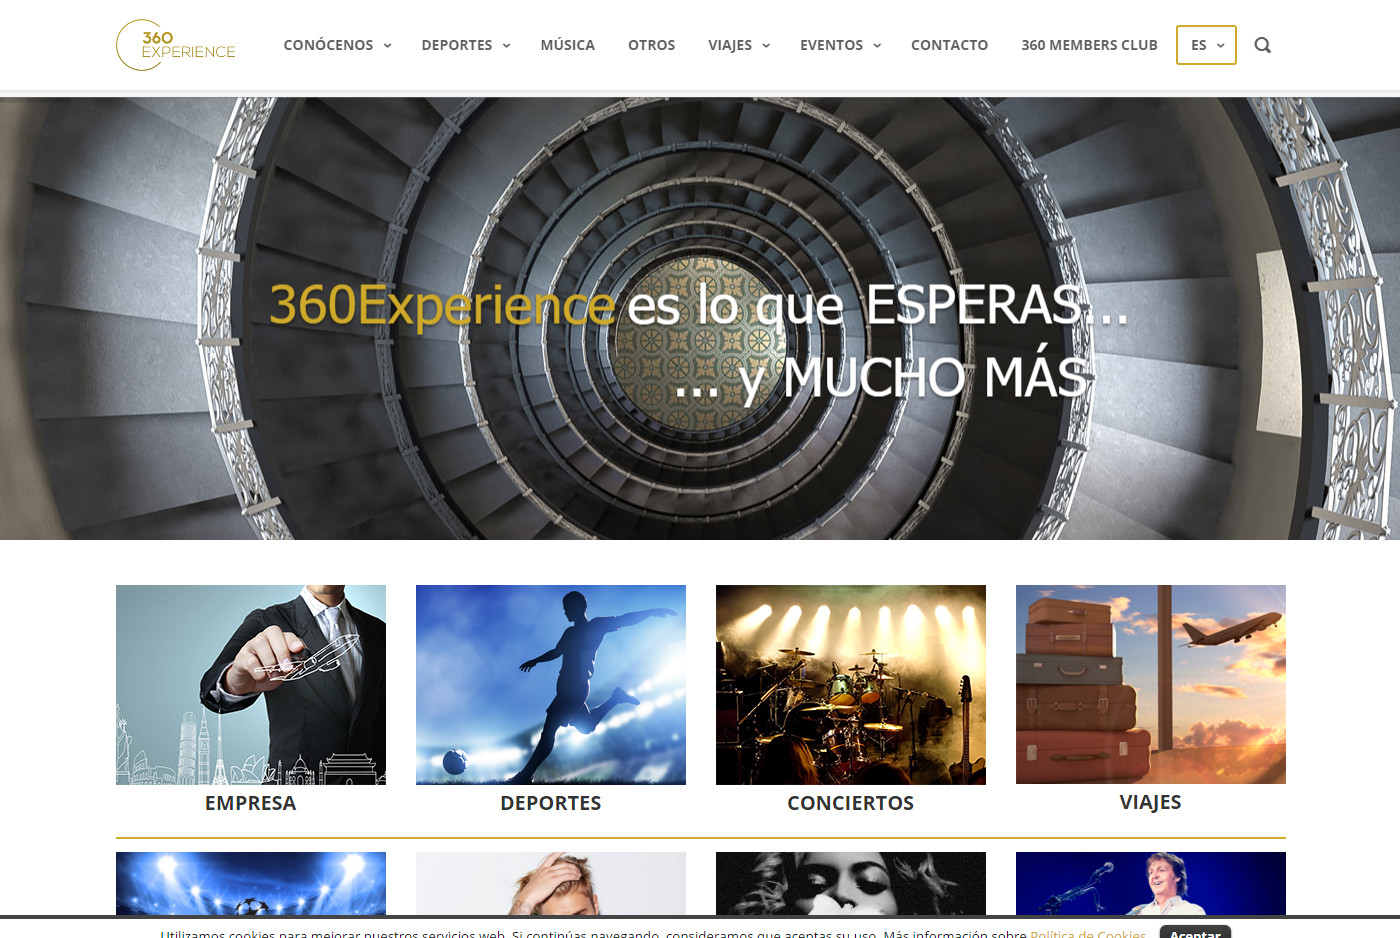 360
EXPERIENCE
CONÓCENOS DEPORTES MÚSICA OTROS VIAJES EVENTOS CONTACTO 360 MEMBERS CLUB ES
360Experience es lo que ESPERAS...
... y MUCHO MÁS
EMPRESA DEPORTES CONCIERTOS VIAJES
Utilizamos cookies para mejorar nuestros servicios web. Si continúas navegando, consideramos que aceptas su uso. Más información sobre Política de Cookies Aceptar